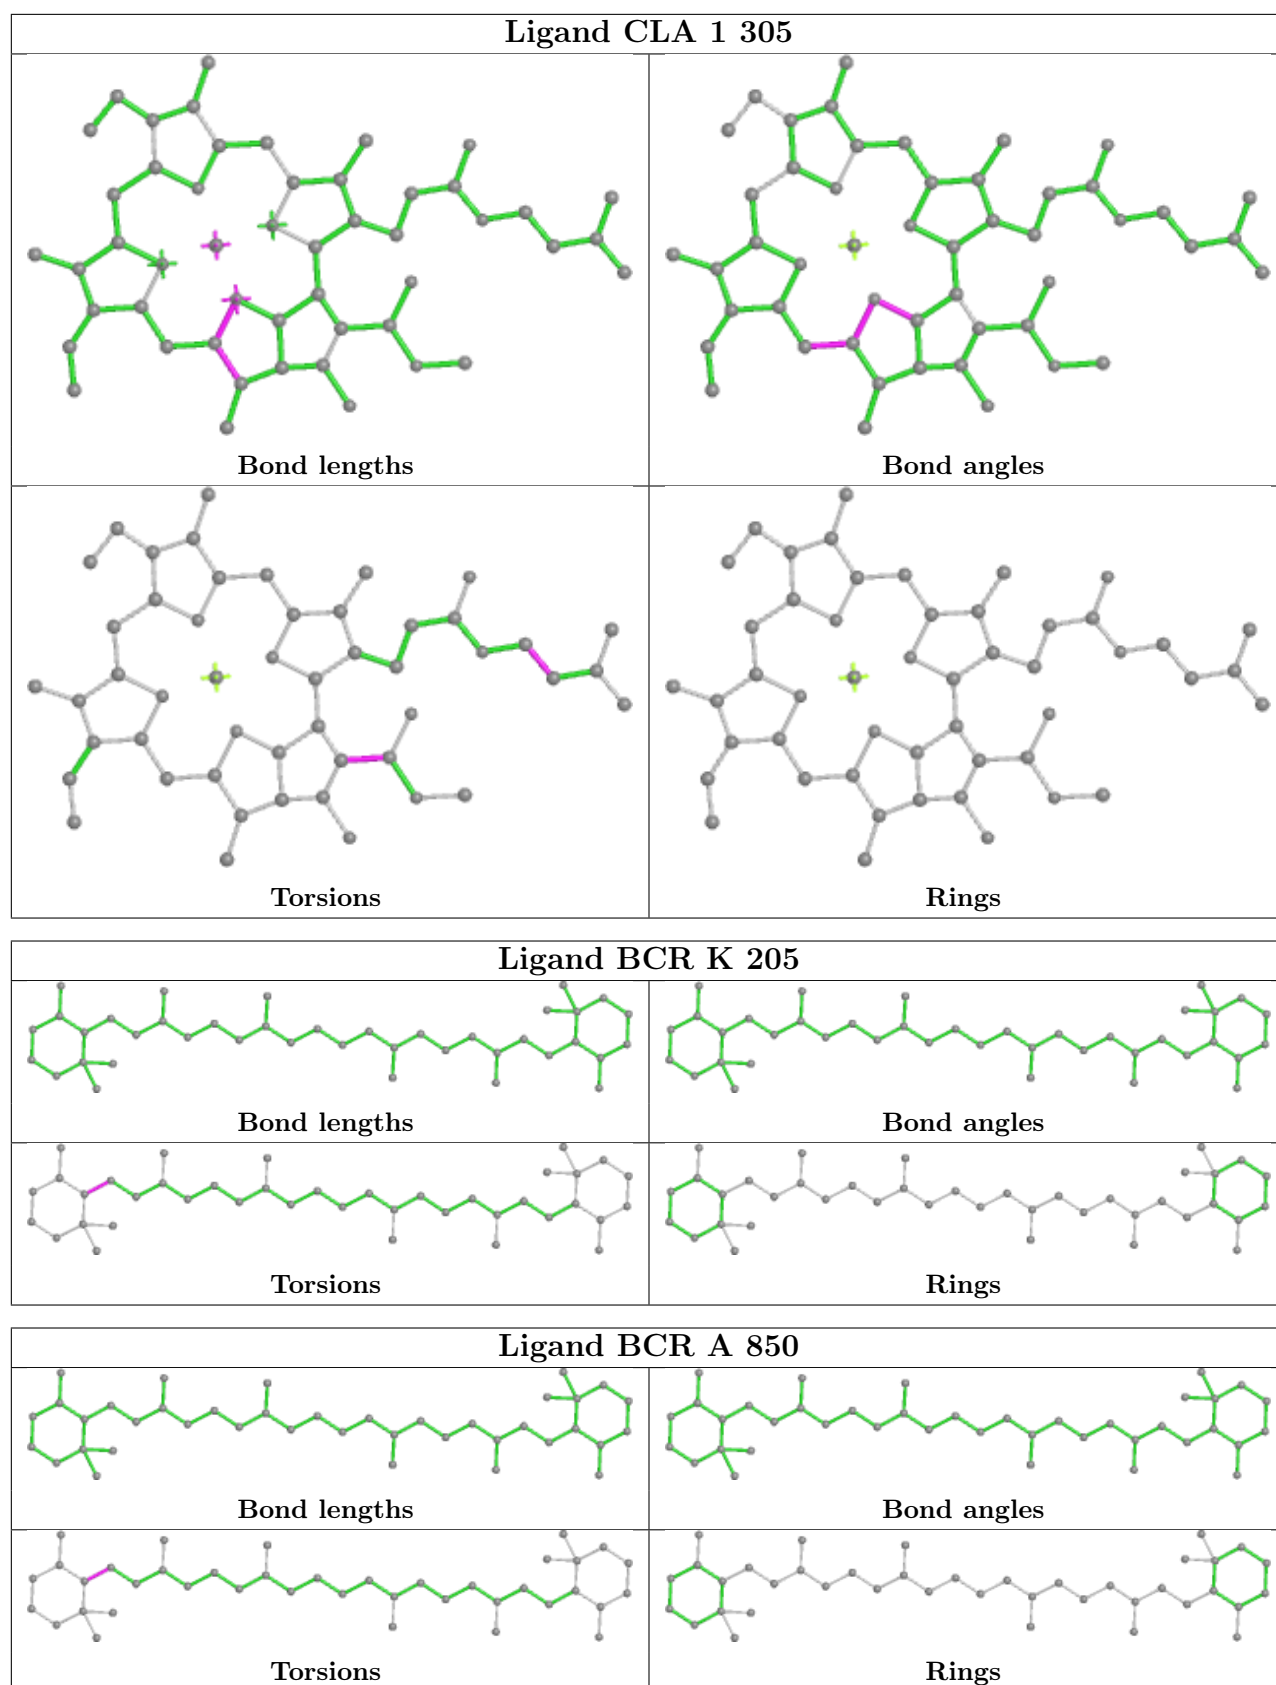 Ligand CLA 1 305
Bond lengths
Bond angles
Torsions
Rings
Ligand BCR K 205
Bond lengths
Bond angles
Torsions
Rings
Ligand BCR A 850
Bond lengths
Bond angles
Torsions
Rings